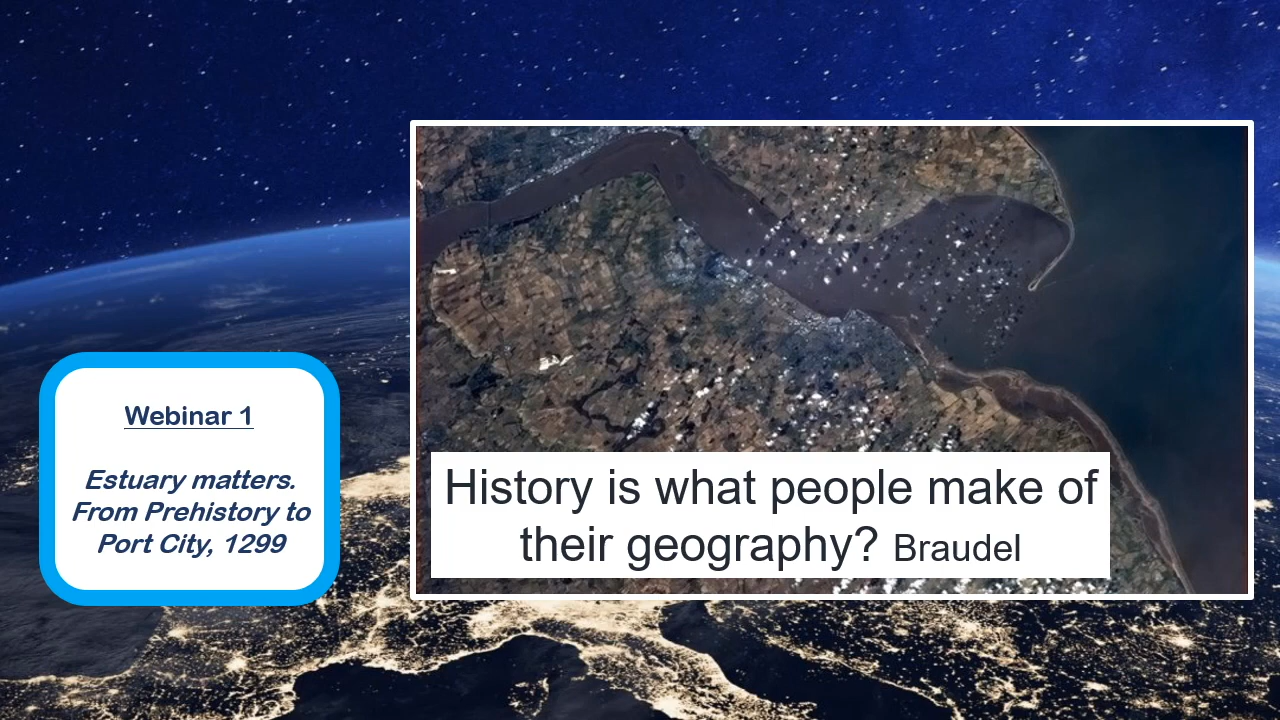 Webinar 1
Estuary matters.
From Prehistory to
Port City, 1299
History is what people make of
their geography? Braudel